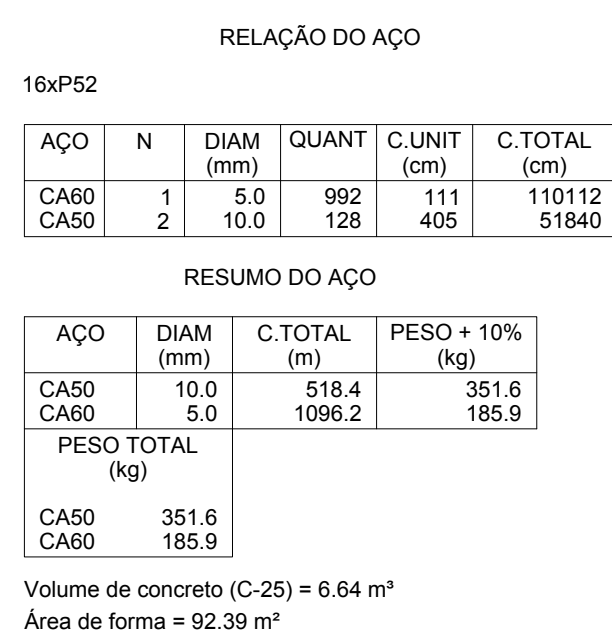 RELAÇÃO DO AÇO
16xP52
AÇO N DIAM QUANT C.UNIT C.TOTAL
(mm) (cm) (cm)
CA60 1 5.0 992 111 110112
CA50 2 10.0 128 405 51840
RESUMO DO AÇO
AÇO DIAM C.TOTAL PESO + 10%
(mm) (m) (kg)
CA50 10.0 518.4 351.6
CA60 5.0 1096.2 185.9
PESO TOTAL
(kg)
CA50 351.6
CA60 185.9
Volume de concreto (C-25) = 6.64 m³
Área de forma = 92.39 m²